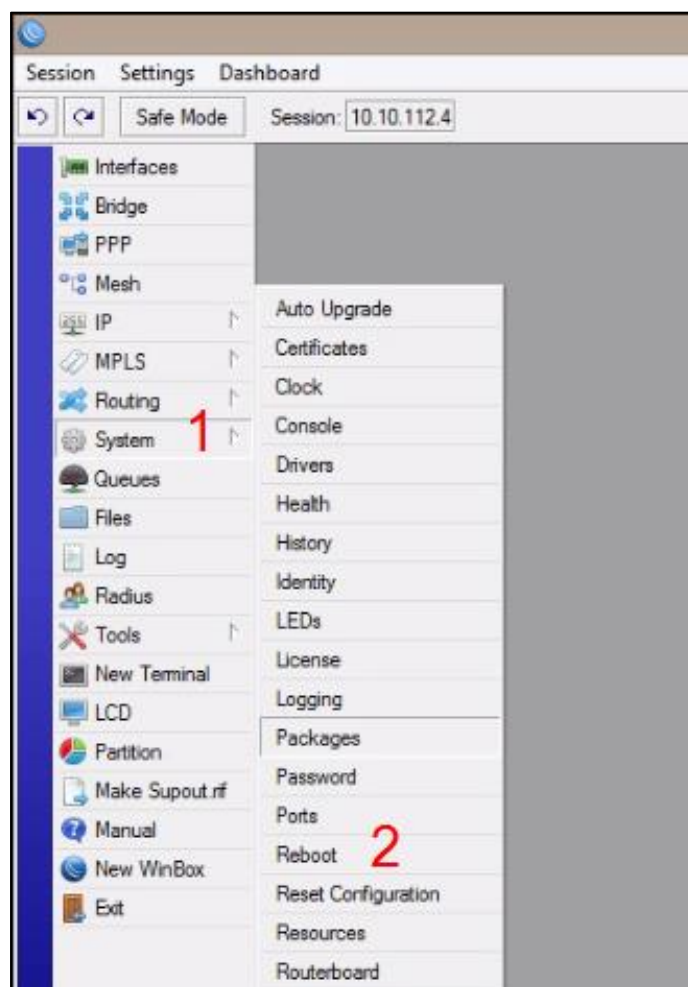 Session Settings Dashboard
Safe Mode Session: 10.10.112.4
Interfaces
Bridge
PPP
Mesh
IP
MPLS
Routing
System 1
Queues
Files
Log
Radius
Tools
New Terminal
LCD
Partition
Make Supout.rif
Manual
New WinBox
Exit
Auto Upgrade
Certificates
Clock
Console
Drivers
Health
History
Identity
LEDs
License
Logging
Packages
Password
Ports
Reboot 2
Reset Configuration
Resources
Routerboard